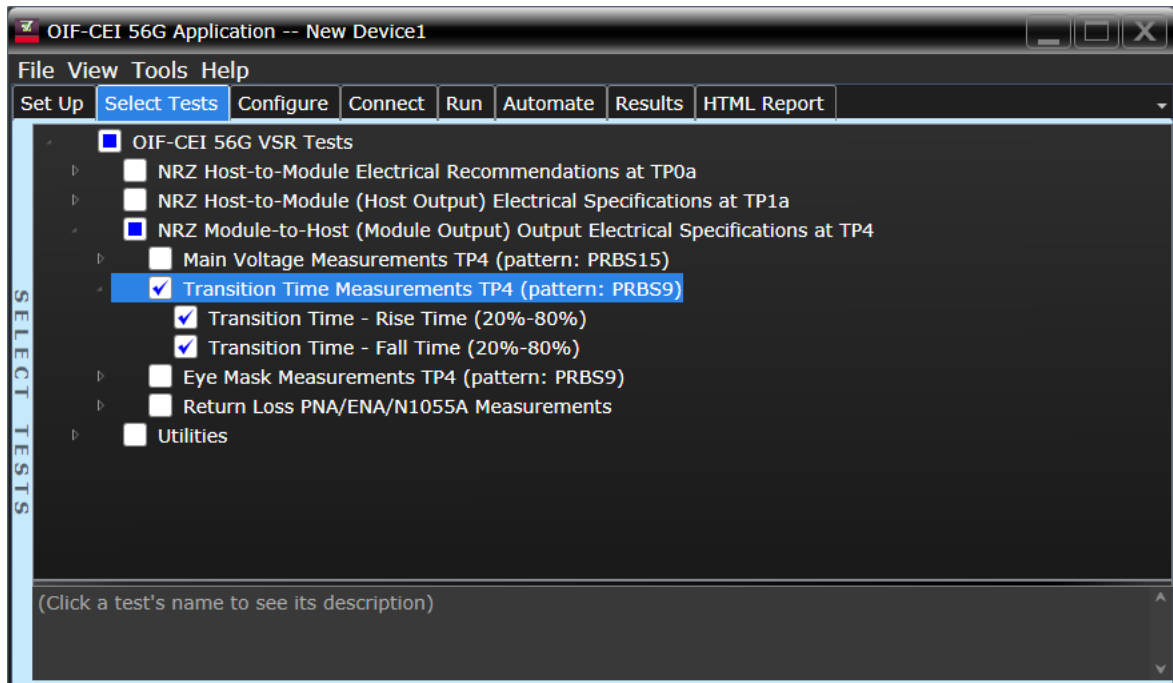 OIF-CEI 56G Application -- New Device1
File View Tools Help
Set Up Select Tests Configure Connect Run Automate Results HTML Report
OIF-CEI 56G VSR Tests
NRZ Host-to-Module Electrical Recommendations at TP0a
NRZ Host-to-Module (Host Output) Electrical Specifications at TP1a
NRZ Module-to-Host (Module Output) Output Electrical Specifications at TP4
Main Voltage Measurements TP4 (pattern: PRBS15)
Transition Time Measurements TP4 (pattern: PRBS9)
Transition Time - Rise Time (20%-80%)
Transition Time - Fall Time (20%-80%)
Eye Mask Measurements TP4 (pattern: PRBS9)
Return Loss PNA/ENA/N1055A Measurements
Utilities
SELECT TESTS
(Click a test's name to see its description)